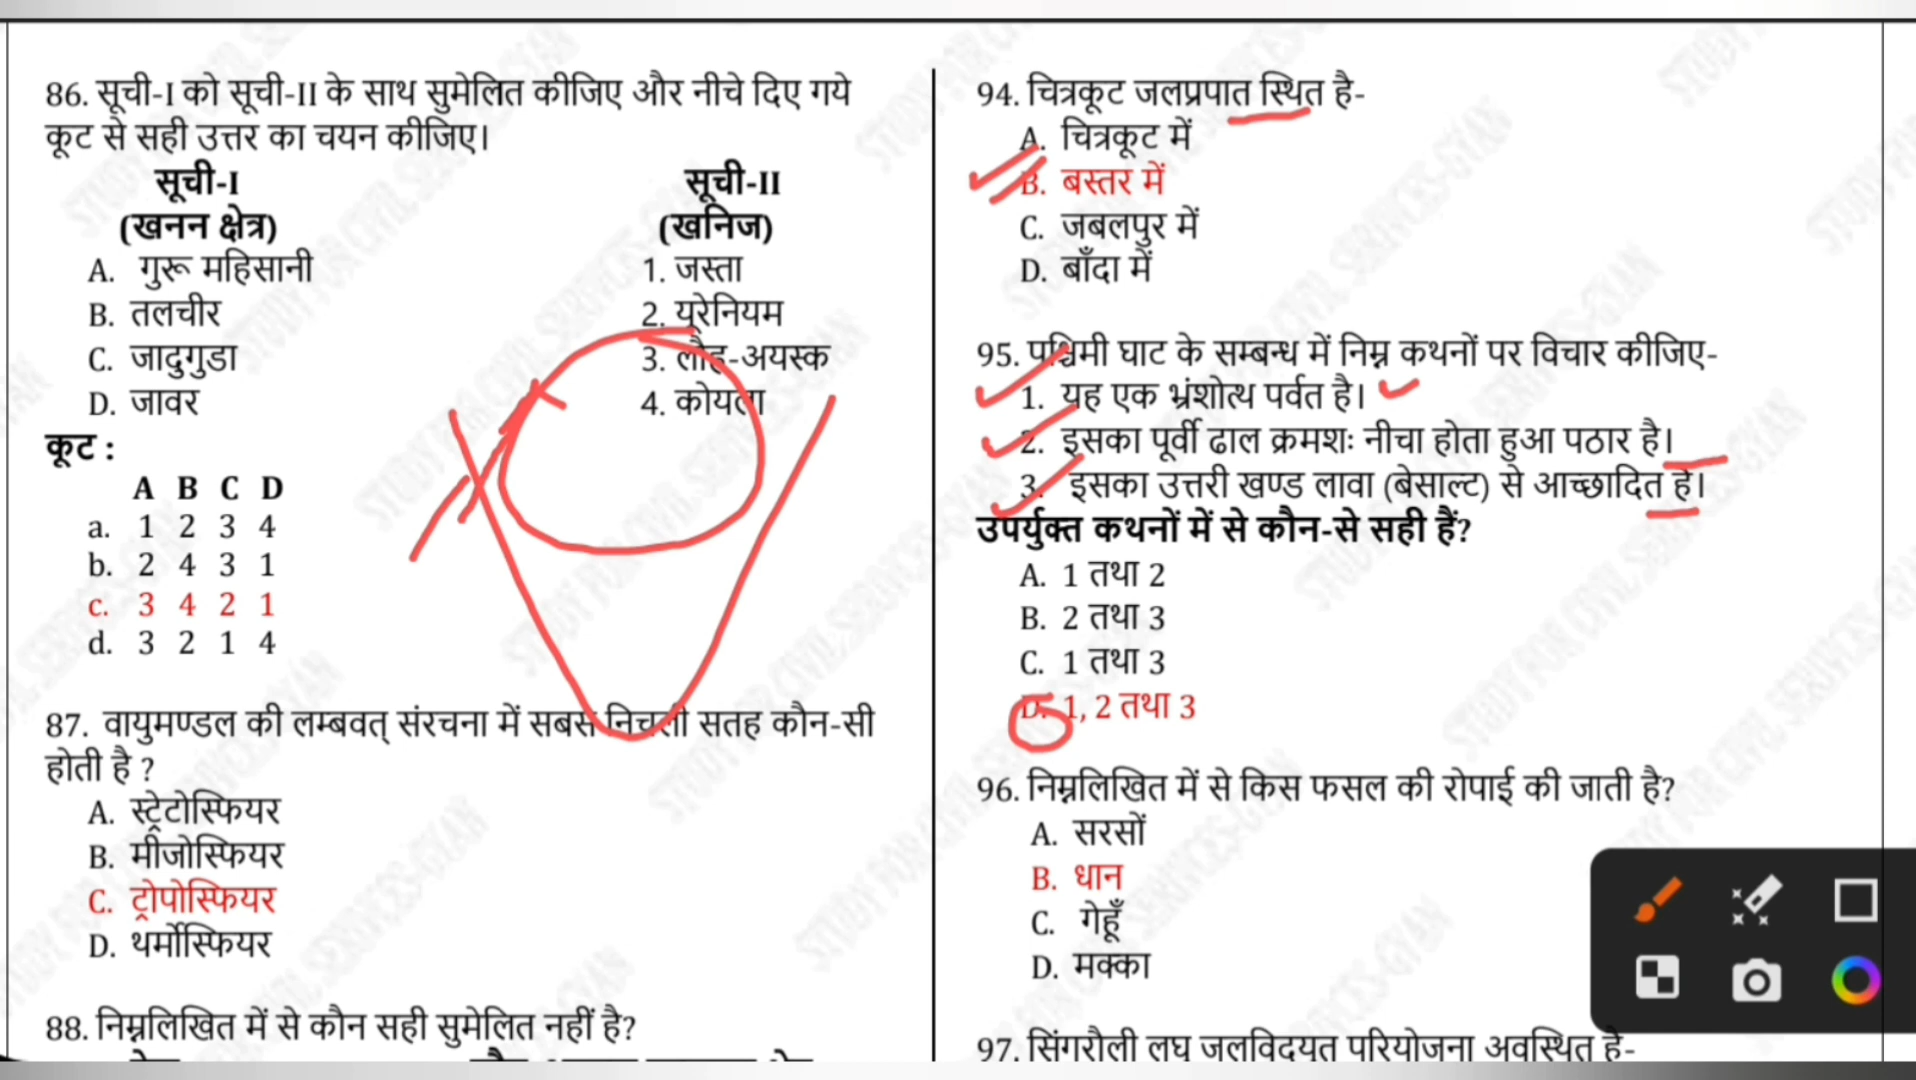 86. सूची-I को सूची-II के साथ सुमेलित कीजिए और नीचे दिए गये
कूट से सही उत्तर का चयन कीजिए।
सूची-I सूची-II
(खनन क्षेत्र) (खनिज)
A. गुरू महिसानी 1. जस्ता
B. तलचीर 2. यूरेनियम
C. जादुगुडा 3. लौह-अयस्क
D. जावर 4. कोयला
कूट :
A B C D
a. 1 2 3 4
b. 2 4 3 1
c. 3 4 2 1
d. 3 2 1 4
87. वायुमण्डल की लम्बवत् संरचना में सबसे निचली सतह कौन-सी
होती है ?
A. स्ट्रेटोस्फियर
B. मीजोस्फियर
C. ट्रोपोस्फियर
D. थर्मोस्फियर
88. निम्नलिखित में से कौन सही सुमेलित नहीं है?
94. चित्रकूट जलप्रपात स्थित है-
A. चित्रकूट में
B. बस्तर में
C. जबलपुर में
D. बाँदा में
95. पश्चिमी घाट के सम्बन्ध में निम्न कथनों पर विचार कीजिए-
1. यह एक भ्रंशोत्थ पर्वत है।
2. इसका पूर्वी ढाल क्रमशः नीचा होता हुआ पठार है।
3. इसका उत्तरी खण्ड लावा (बेसाल्ट) से आच्छादित है।
उपर्युक्त कथनों में से कौन-से सही हैं?
A. 1 तथा 2
B. 2 तथा 3
C. 1 तथा 3
D. 1, 2 तथा 3
96. निम्नलिखित में से किस फसल की रोपाई की जाती है?
A. सरसों
B. धान
C. गेहूँ
D. मक्का
97. सिंगरौली लघु जलविद्युत परियोजना अवस्थित है-